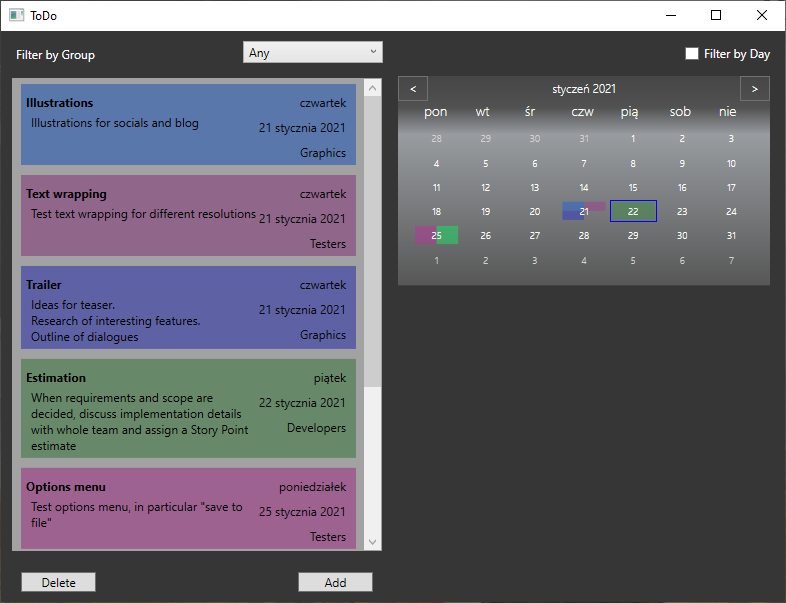 ToDo
Filter by Group
Any
Filter by Day
Illustrations
czwartek
Illustrations for socials and blog
21 stycznia 2021
Graphics
Text wrapping
czwartek
Test text wrapping for different resolutions
21 stycznia 2021
Testers
Trailer
czwartek
Ideas for teaser.
21 stycznia 2021
Research of interesting features.
Graphics
Outline of dialogues
Estimation
piątek
When requirements and scope are
22 stycznia 2021
decided, discuss implementation details
Developers
with whole team and assign a Story Point
estimate
Options menu
poniedziałek
Test options menu, in particular "save to
25 stycznia 2021
file"
Testers
Delete
Add
< styczeń 2021 >
pon wt śr czw pią sob nie
28 29 30 31 1 2 3
4 5 6 7 8 9 10
11 12 13 14 15 16 17
18 19 20 21 22 23 24
25 26 27 28 29 30 31
1 2 3 4 5 6 7